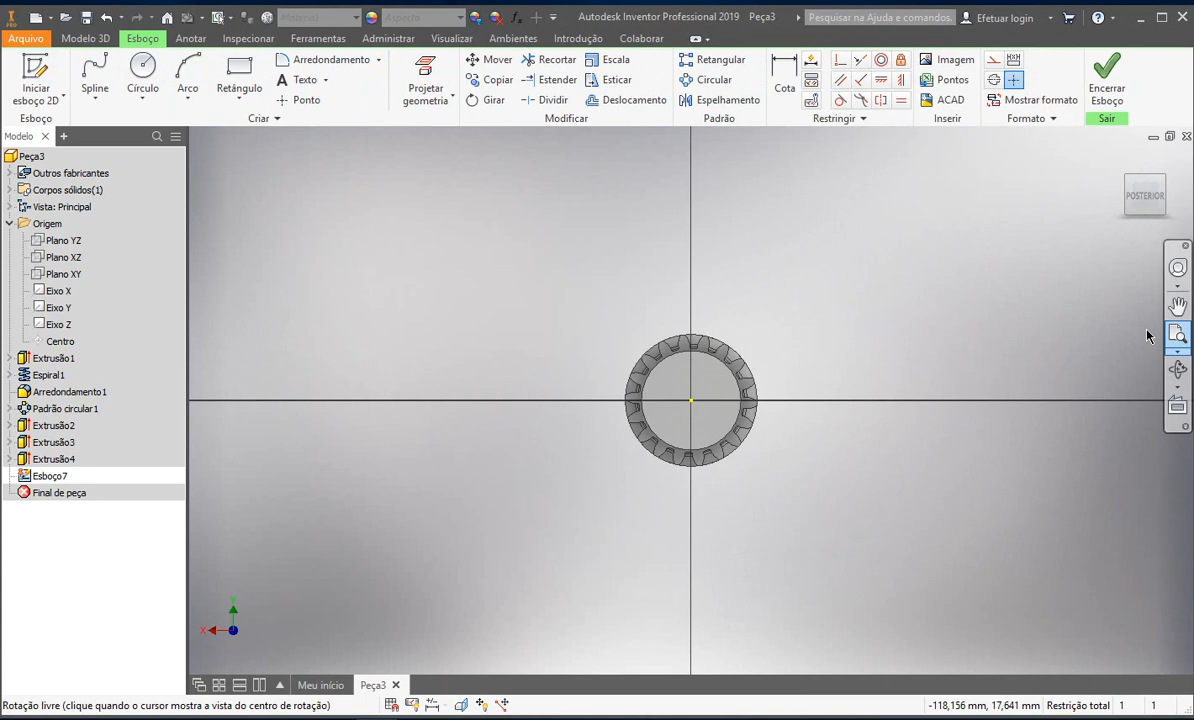 Material Aspecto Autodesk Inventor Professional 2019 Peça3 Pesquisar na Ajuda e comandos. Efetuar login
PRO
Arquivo Modelo 3D Esboço Anotar Inspecionar Ferramentas Administrar Visualizar Ambientes Introdução Colaborar
Iniciar esboço 2D Spline Círculo Arco Retângulo
Arredondamento
Texto
Ponto
Projetar geometria
Mover Recortar Escala
Copiar Estender Esticar
Girar Dividir Deslocamento
Retangular
Circular
Espelhamento
Cota
Imagem
Pontos
ACAD
Mostrar formato
Encerrar Esboço
Esboço Criar Modificar Padrão Restringir Inserir Formato Sair
Modelo
Peça3
Outros fabricantes
Corpos sólidos(1)
Vista: Principal
Origem
Plano YZ
Plano XZ
Plano XY
Eixo X
Eixo Y
Eixo Z
Centro
Extrusão1
Espiral1
Arredondamento1
Padrão circular1
Extrusão2
Extrusão3
Extrusão4
Esboço7
Final de peça
POSTERIOR
Y
X
Meu início Peça3
Rotação livre (clique quando o cursor mostra a vista do centro de rotação) -118,156 mm, 17,641 mm Restrição total 1 1